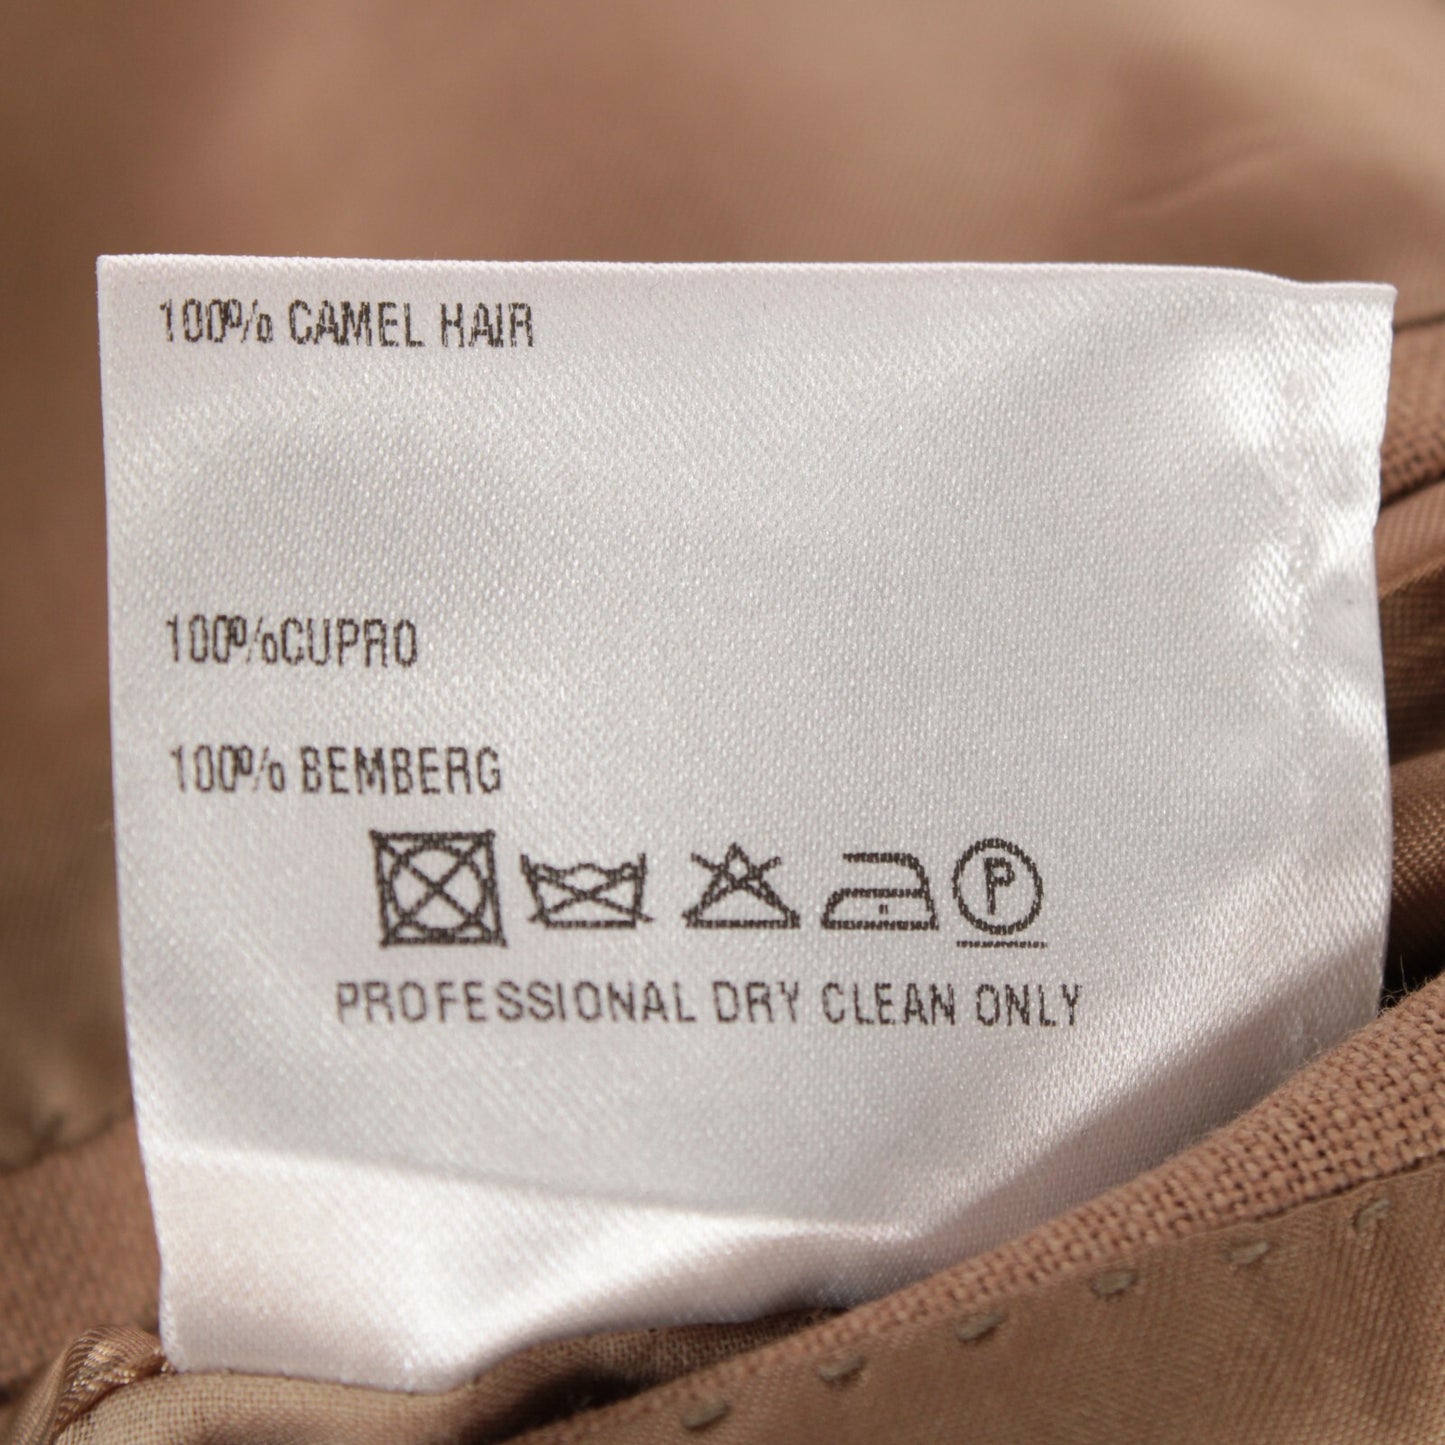 100% CAMEL HAIR
100%CUPRO
100% BEMBERG
P
PROFESSIONAL DRY CLEAN ONLY